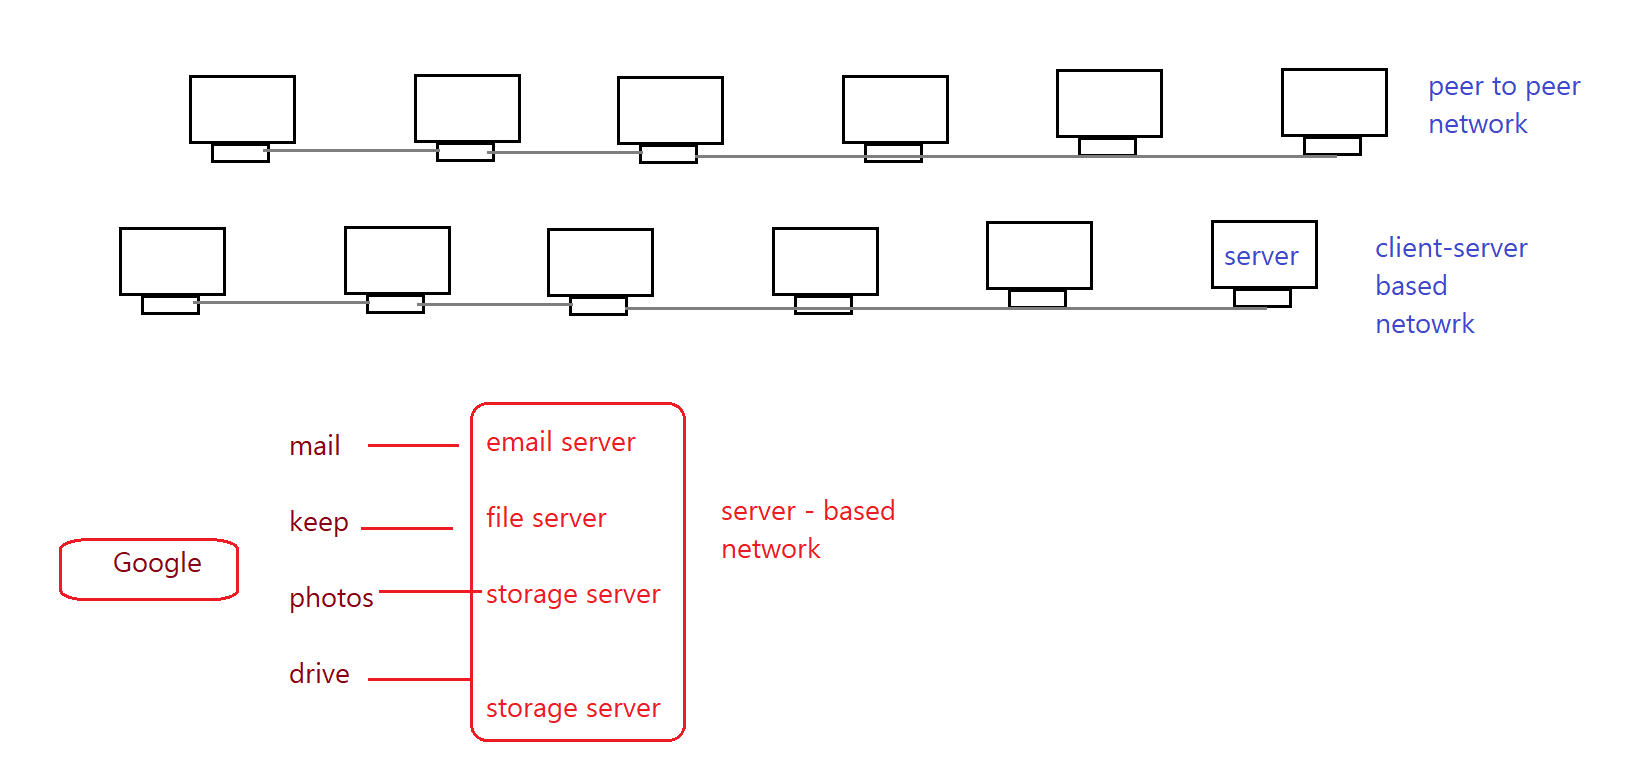 peer to peer
network
server
client-server
based
netowrk
mail
email server
keep
file server
server - based
network
Google
photos
storage server
drive
storage server